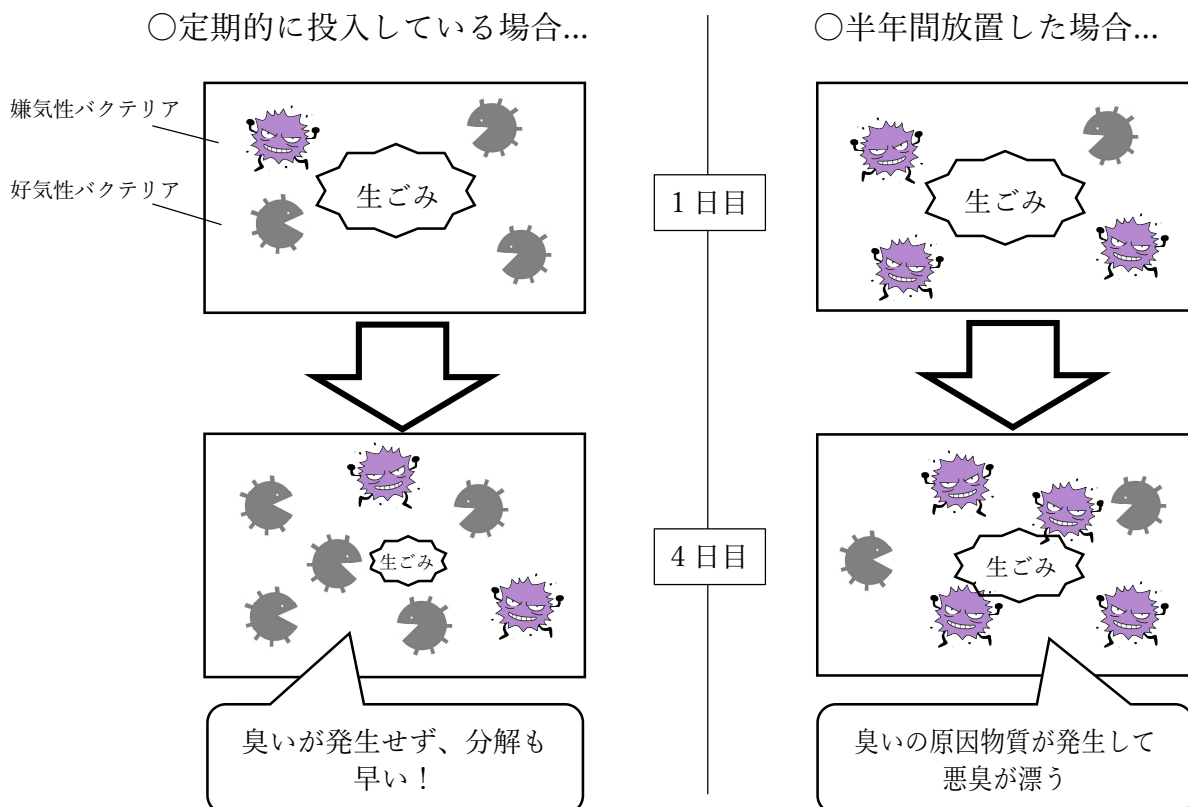 ○定期的に投入している場合...
○半年間放置した場合...
嫌気性バクテリア
好気性バクテリア
生ごみ
1日目
生ごみ
生ごみ
4日目
生ごみ
臭いが発生せず、分解も
早い！
臭いの原因物質が発生して
悪臭が漂う